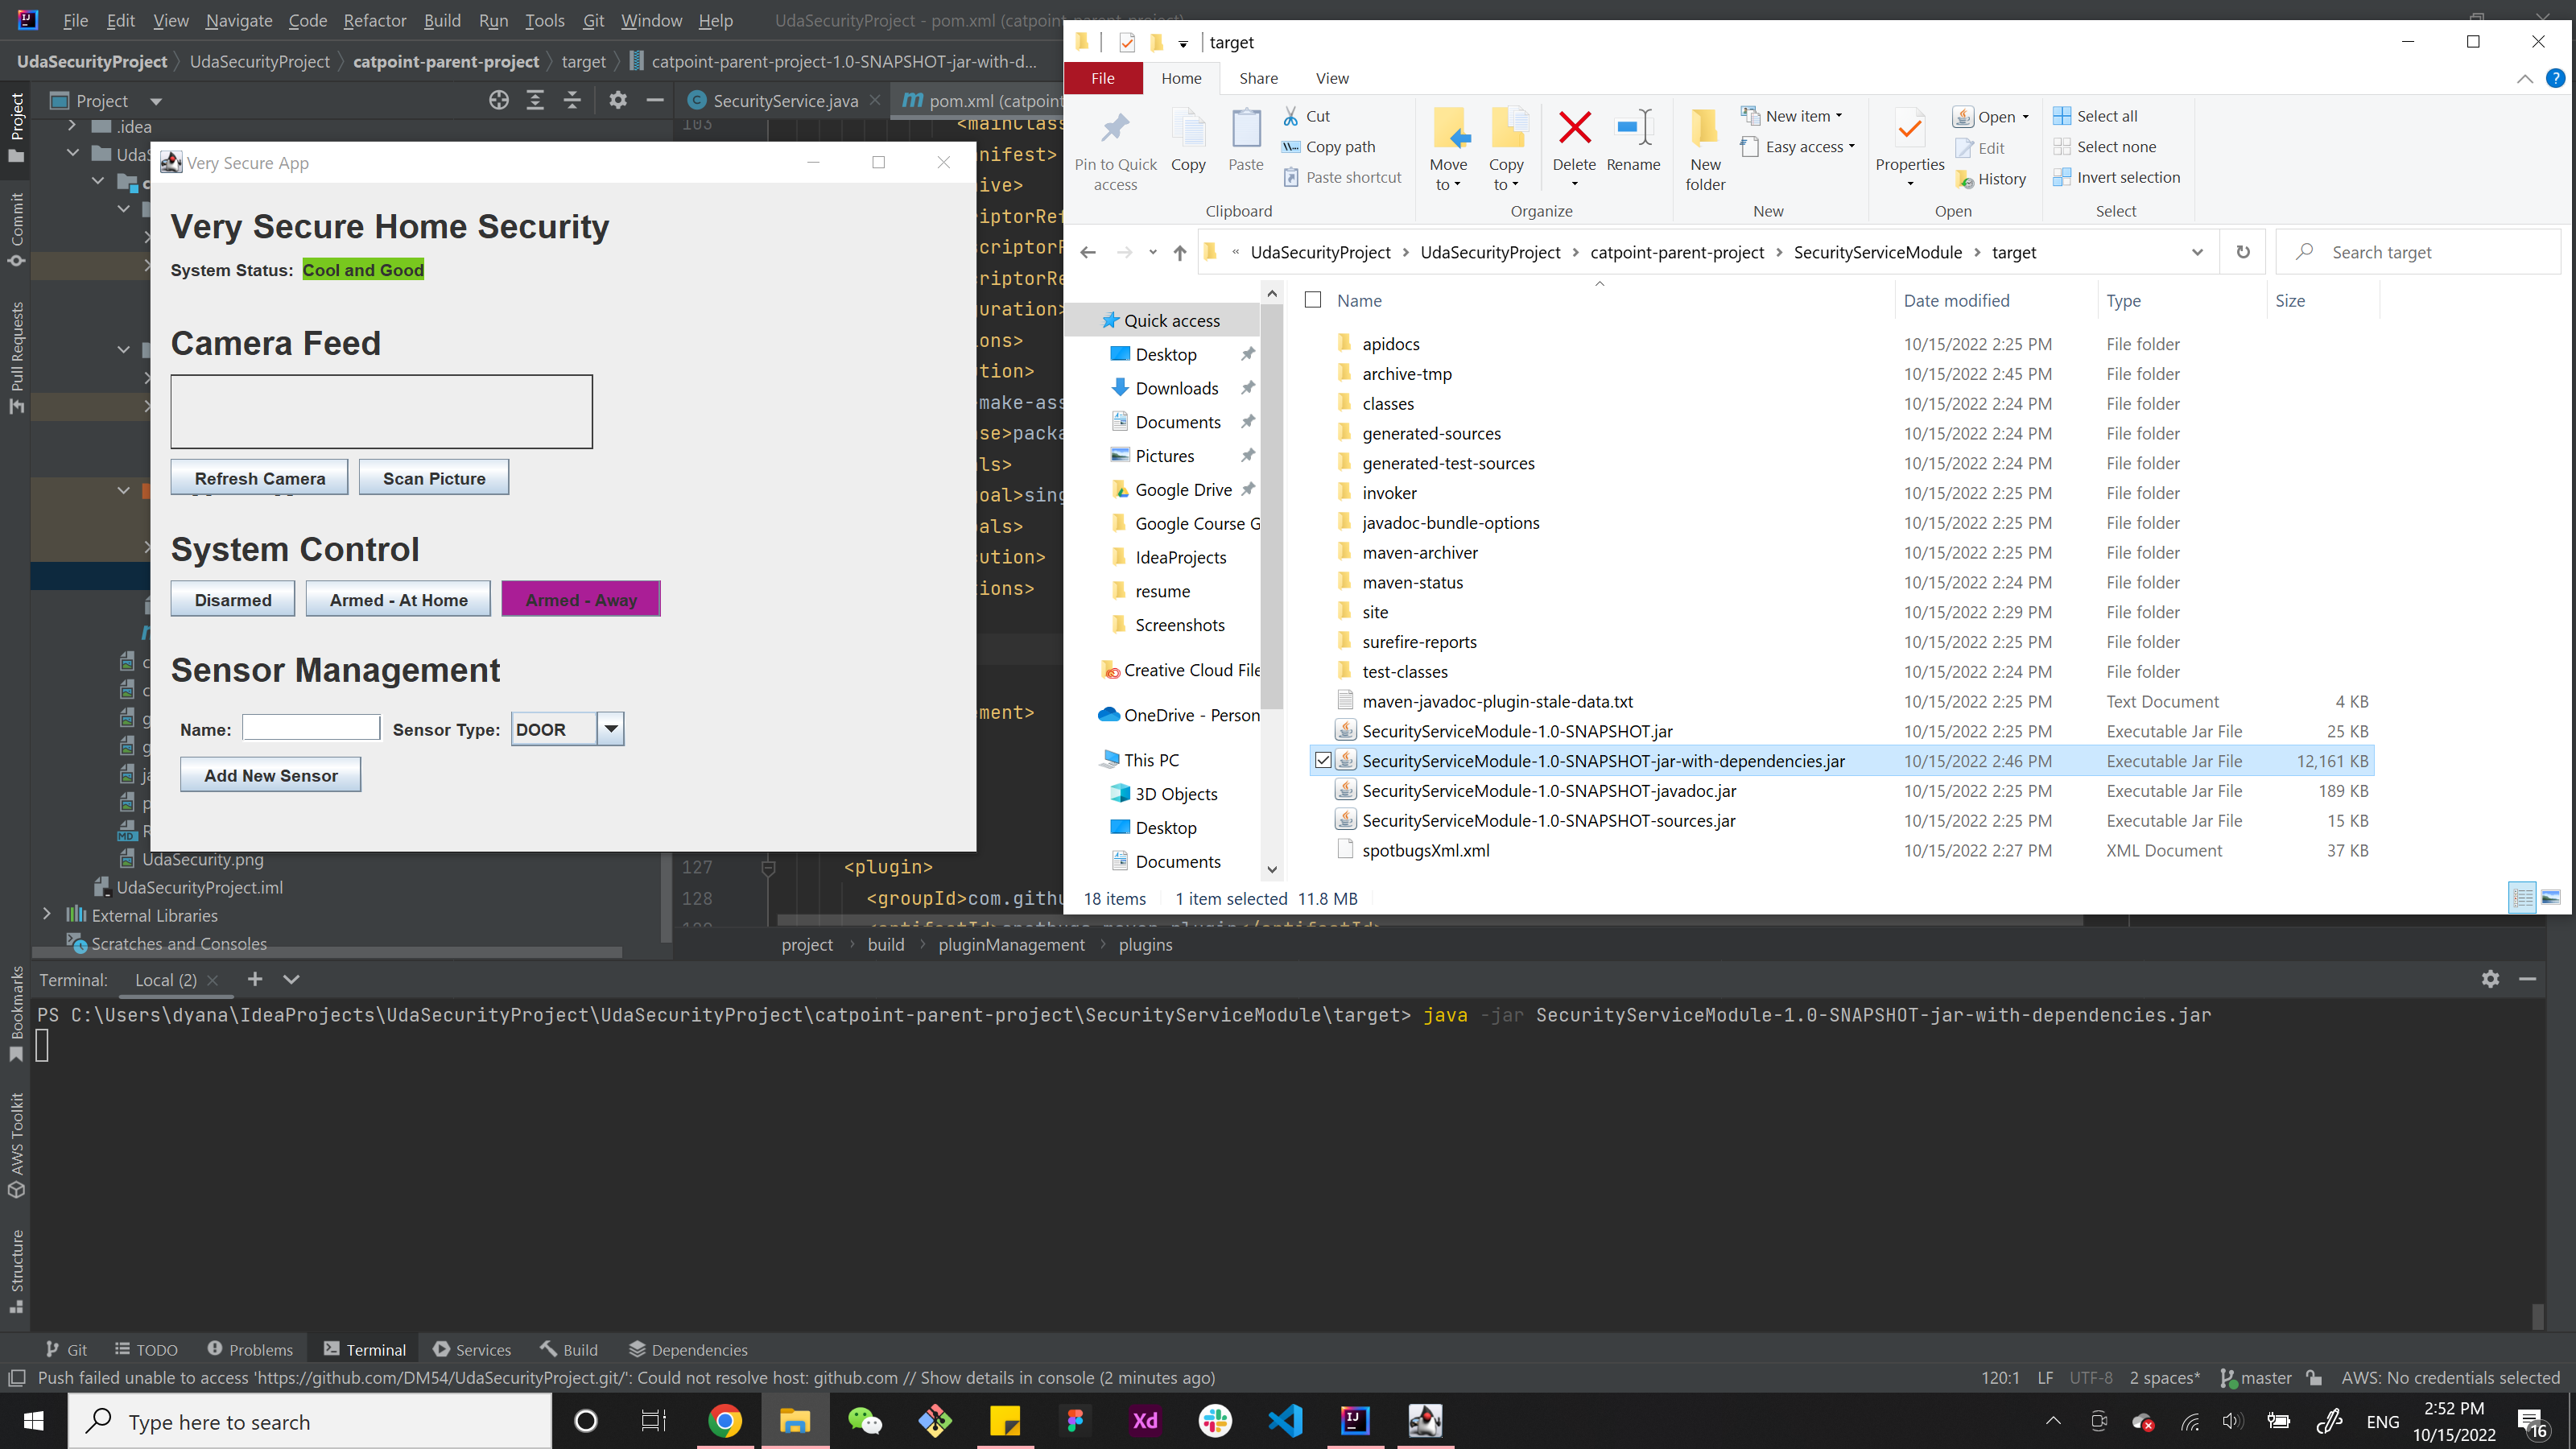 File Edit View Navigate Code Refactor Build Run Tools Git Window Help UdaSecurityProject - pom.xml (catpoint-parent-project)
UdaSecurityProject UdaSecurityProject catpoint-parent-project target catpoint-parent-project-1.0-SNAPSHOT-jar-with-d...
Project SecurityService.java pom.xml (catpoint
.idea
103 <mainClass
nifest>
Very Secure App
Very Secure Home Security
System Status: Cool and Good
Camera Feed
Refresh Camera Scan Picture
System Control
Disarmed Armed - At Home Armed - Away
Sensor Management
Name: Sensor Type: DOOR
Add New Sensor
UdaSecurity.png
UdaSecurityProject.iml
External Libraries
Scratches and Consoles
127 <plugin>
128 <groupId>com.githu
project build pluginManagement plugins
target
File Home Share View
Pin to Quick access Copy Paste Cut Copy path Paste shortcut
Move to Copy to Delete Rename New folder New item Easy access
Properties Open Edit History Select all Select none Invert selection
Clipboard Organize New Open Select
« UdaSecurityProject UdaSecurityProject catpoint-parent-project SecurityServiceModule target Search target
Quick access
Desktop
Downloads
Documents
Pictures
Google Drive
Google Course G
IdeaProjects
resume
Screenshots
Creative Cloud File
OneDrive - Person
This PC
3D Objects
Desktop
Documents
Name Date modified Type Size
apidocs 10/15/2022 2:25 PM File folder
archive-tmp 10/15/2022 2:45 PM File folder
classes 10/15/2022 2:24 PM File folder
generated-sources 10/15/2022 2:24 PM File folder
generated-test-sources 10/15/2022 2:24 PM File folder
invoker 10/15/2022 2:25 PM File folder
javadoc-bundle-options 10/15/2022 2:25 PM File folder
maven-archiver 10/15/2022 2:25 PM File folder
maven-status 10/15/2022 2:24 PM File folder
site 10/15/2022 2:29 PM File folder
surefire-reports 10/15/2022 2:25 PM File folder
test-classes 10/15/2022 2:24 PM File folder
maven-javadoc-plugin-stale-data.txt 10/15/2022 2:25 PM Text Document 4 KB
SecurityServiceModule-1.0-SNAPSHOT.jar 10/15/2022 2:25 PM Executable Jar File 25 KB
SecurityServiceModule-1.0-SNAPSHOT-jar-with-dependencies.jar 10/15/2022 2:46 PM Executable Jar File 12,161 KB
SecurityServiceModule-1.0-SNAPSHOT-javadoc.jar 10/15/2022 2:25 PM Executable Jar File 189 KB
SecurityServiceModule-1.0-SNAPSHOT-sources.jar 10/15/2022 2:25 PM Executable Jar File 15 KB
spotbugsXml.xml 10/15/2022 2:27 PM XML Document 37 KB
18 items 1 item selected 11.8 MB
Terminal: Local (2)
PS C:\Users\dyana\IdeaProjects\UdaSecurityProject\UdaSecurityProject\catpoint-parent-project\SecurityServiceModule\target> java -jar SecurityServiceModule-1.0-SNAPSHOT-jar-with-dependencies.jar
Project
Commit
Pull Requests
Bookmarks
AWS Toolkit
Structure
Git TODO Problems Terminal Services Build Dependencies
Push failed unable to access 'https://github.com/DM54/UdaSecurityProject.git/': Could not resolve host: github.com // Show details in console (2 minutes ago) 120:1 LF UTF-8 2 spaces* master AWS: No credentials selected
Type here to search Xd ENG 2:52 PM 10/15/2022 16